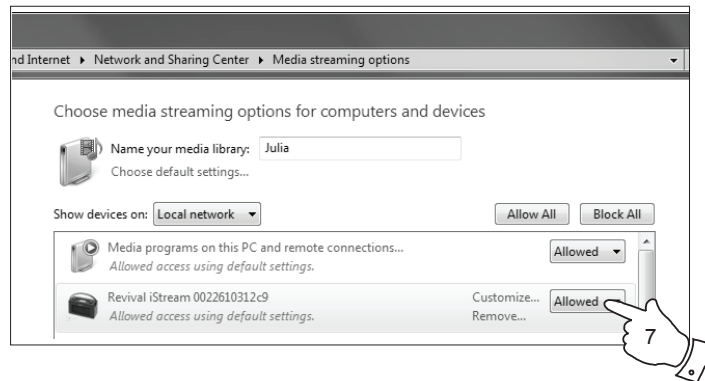 nd Internet ▸ Network and Sharing Center ▸ Media streaming options
Choose media streaming options for computers and devices
Name your media library: Julia
Choose default settings...
Show devices on: Local network Allow All Block All
Media programs on this PC and remote connections... Allowed
Allowed access using default settings.
Revival iStream 0022610312c9 Customize... Allowed
Allowed access using default settings. Remove...
7